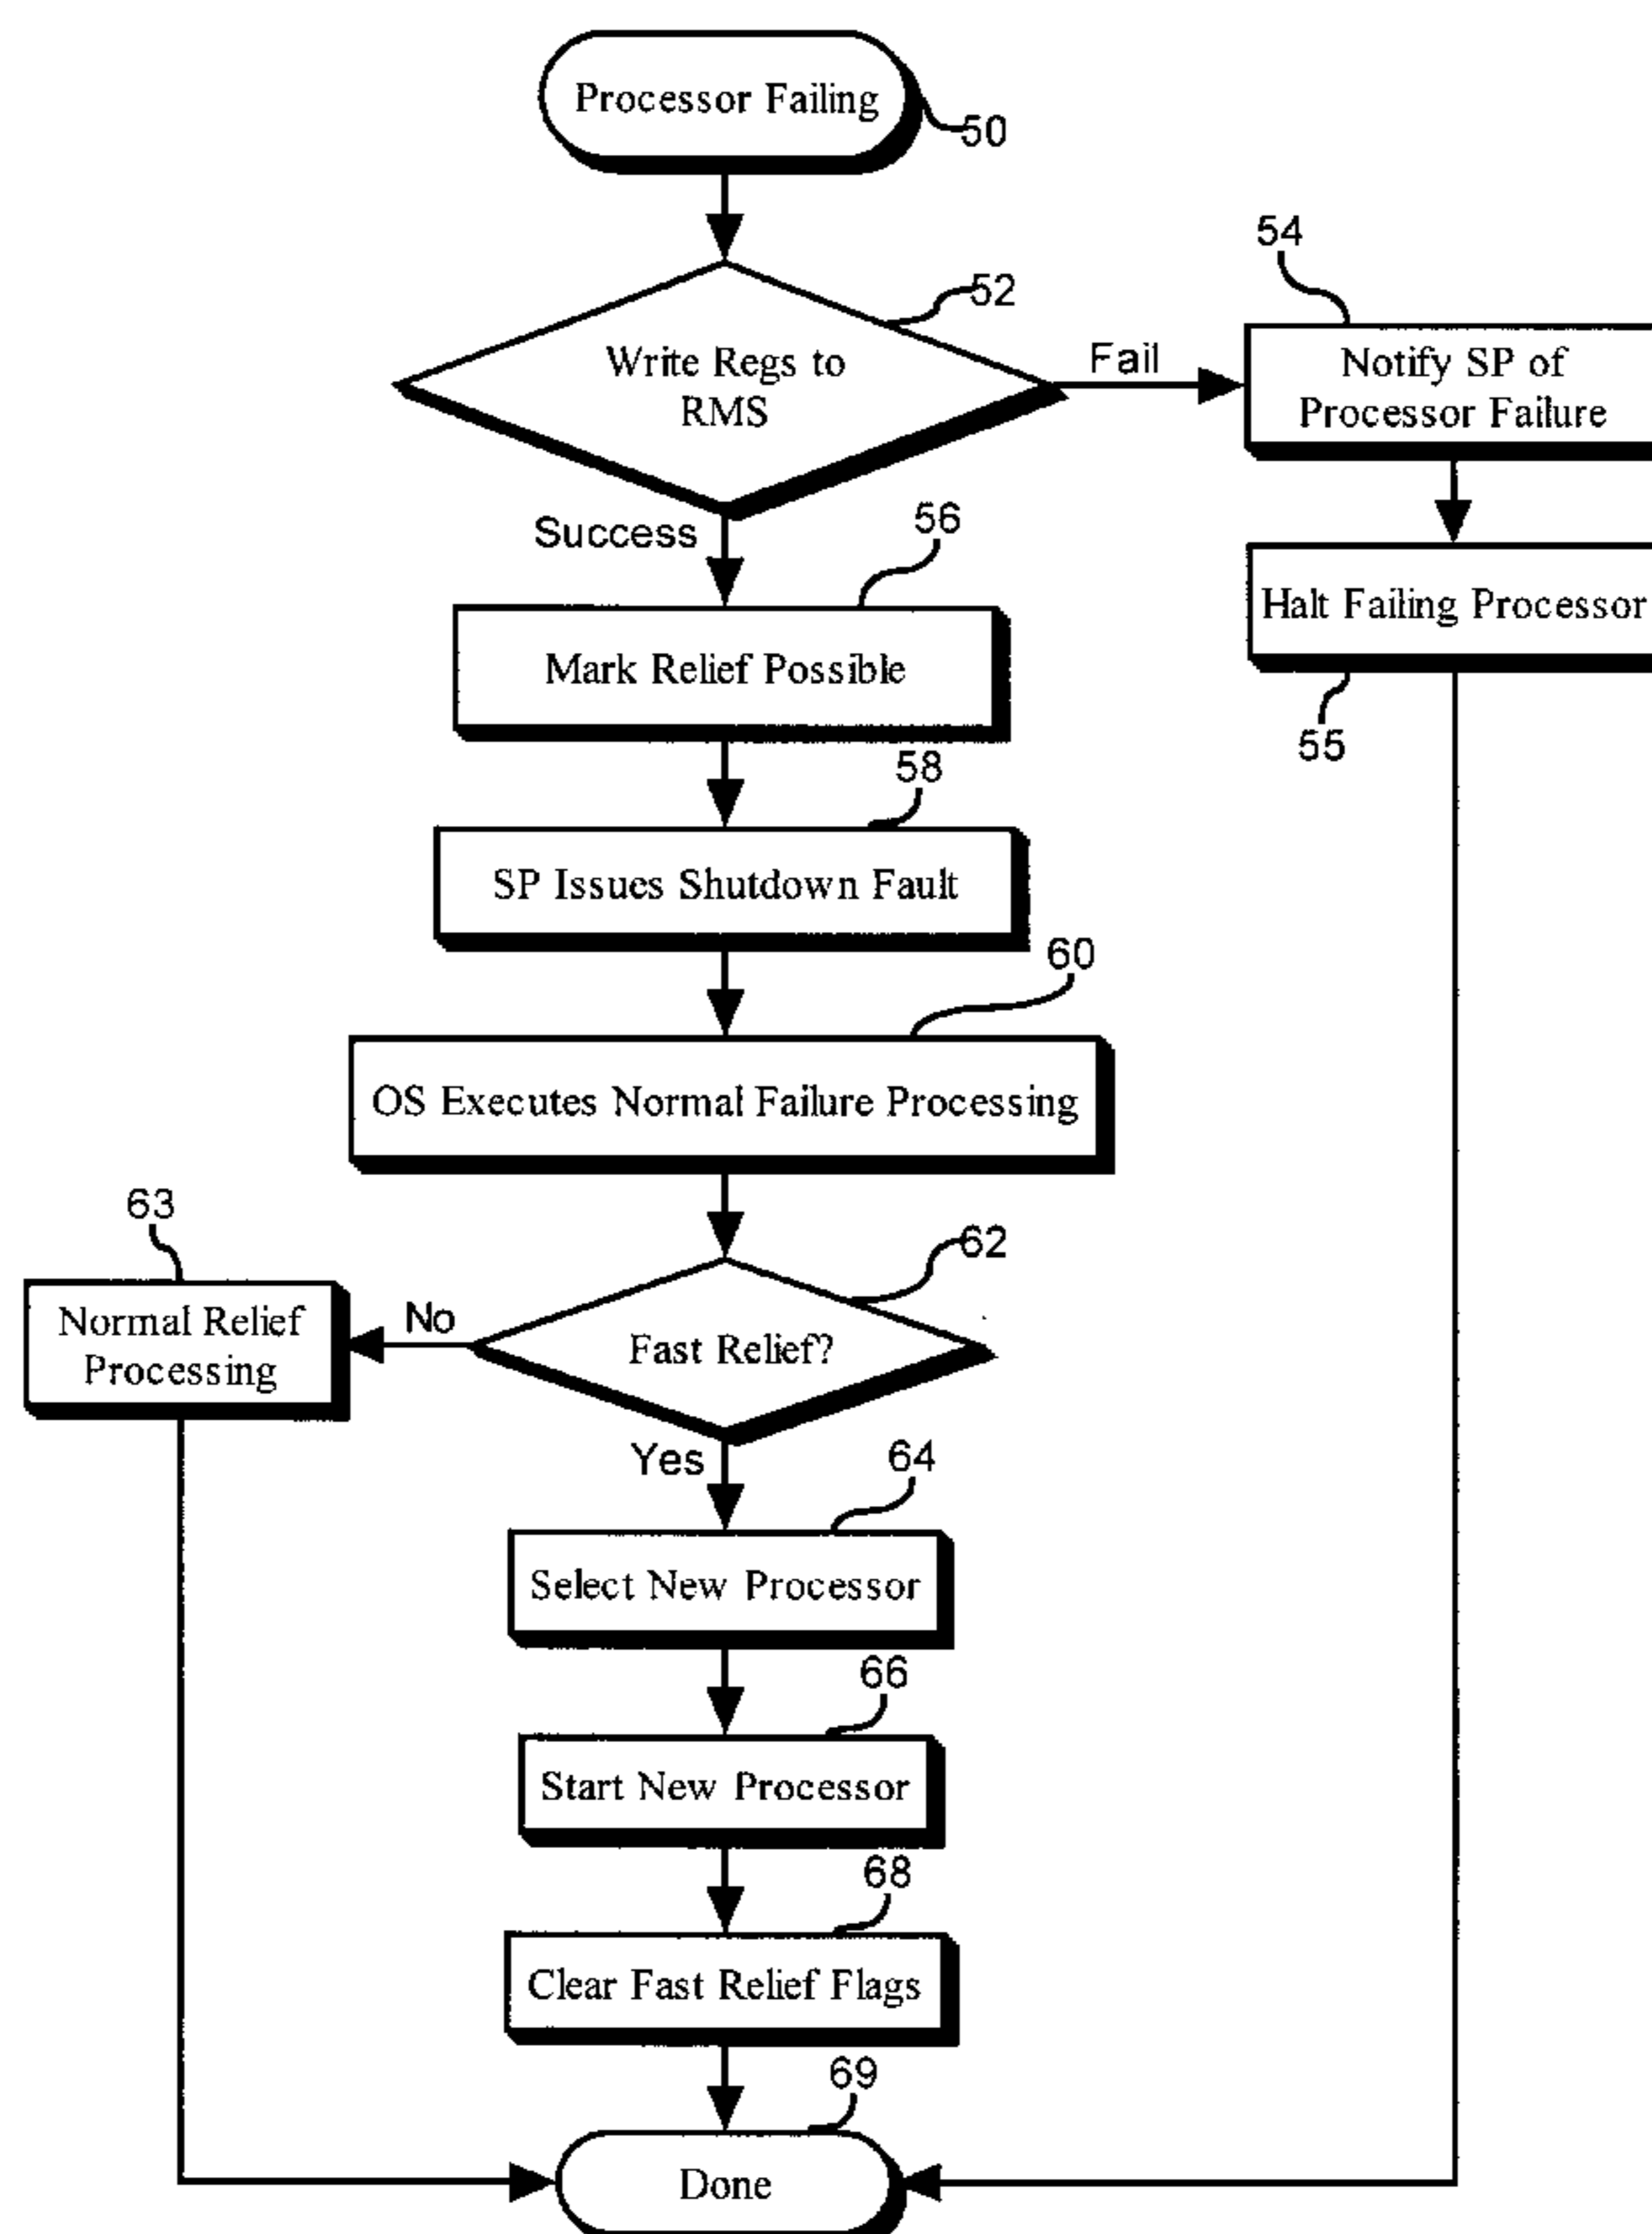 Processor Failing
50
52
54
Write Regs to
RMS
Fail
Notify SP of
Processor Failure
Success
56
Halt Failing Processor
55
Mark Relief Possible
58
SP Issues Shutdown Fault
60
OS Executes Normal Failure Processing
63
62
Normal Relief
Processing
No
Fast Relief?
Yes
64
Select New Processor
66
Start New Processor
68
Clear Fast Relief Flags
69
Done